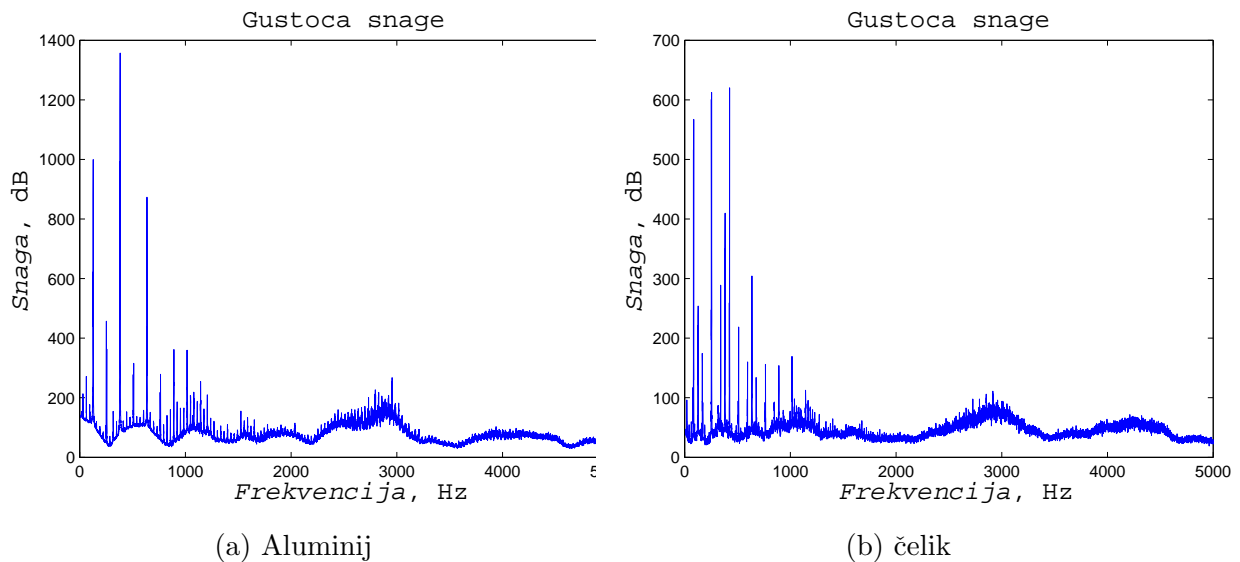 Gustoca snage
1400
1200
1000
800
600
400
200
0
0 1000 2000 3000 4000 5
Snaga, dB
Frekvencija, Hz
(a) Aluminij
Gustoca snage
700
600
500
400
300
200
100
0
0 1000 2000 3000 4000 5000
Snaga, dB
Frekvencija, Hz
(b) čelik